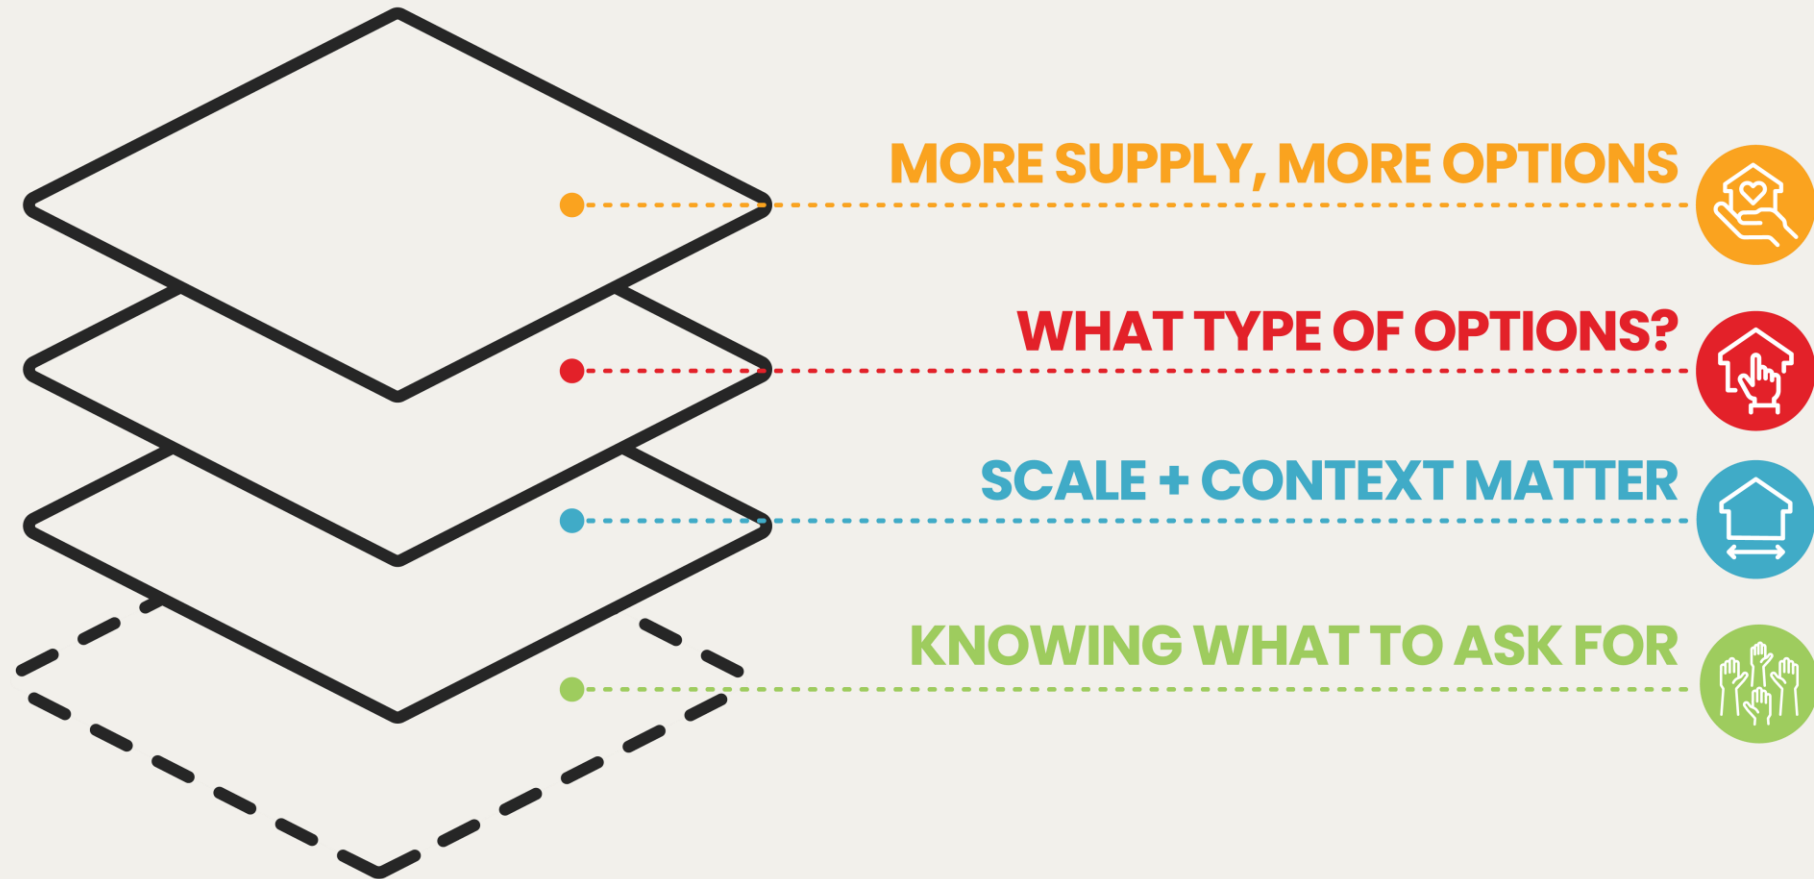 MORE SUPPLY, MORE OPTIONS
WHAT TYPE OF OPTIONS?
SCALE + CONTEXT MATTER
KNOWING WHAT TO ASK FOR